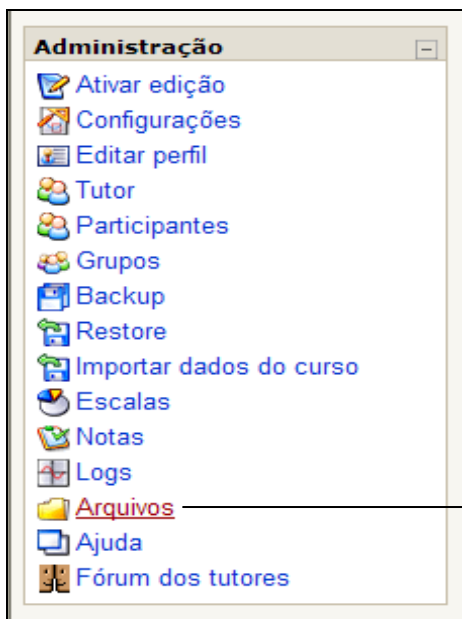 Administração
Ativar edição
Configurações
Editar perfil
Tutor
Participantes
Grupos
Backup
Restore
Importar dados do curso
Escalas
Notas
Logs
Arquivos
Ajuda
Fórum dos tutores